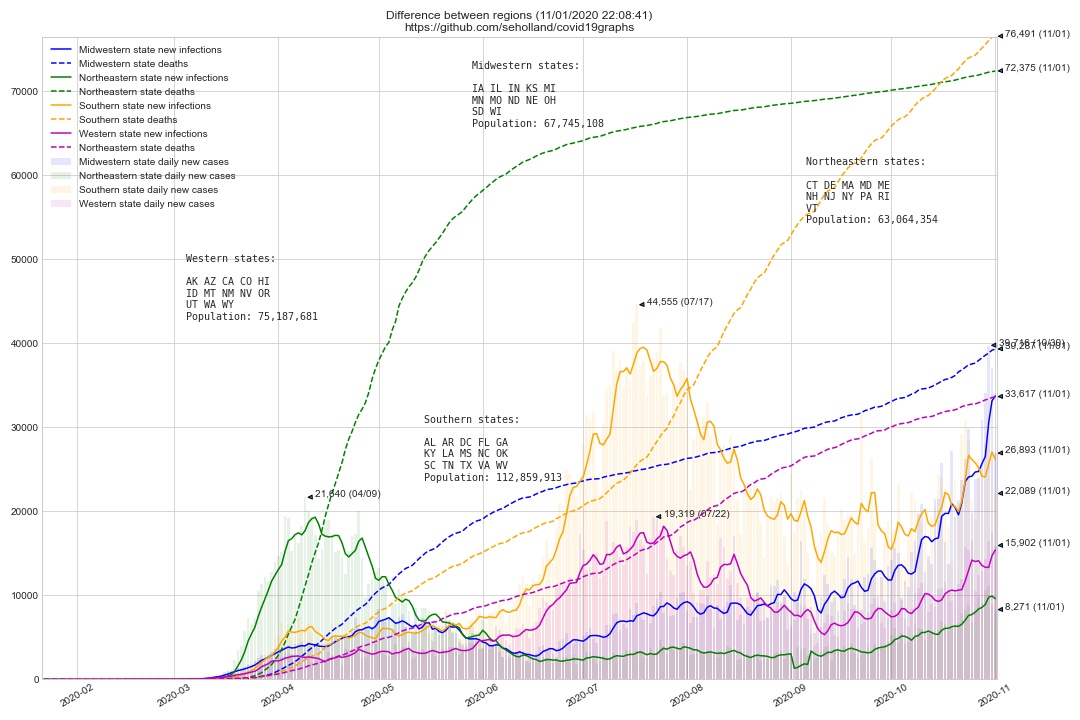 Difference between regions (11/01/2020 22:08:41)
https://github.com/seholland/covid19graphs
Midwestern state new infections
Midwestern state deaths
Northeastern state new infections
Northeastern state deaths
Southern state new infections
Southern state deaths
Western state new infections
Northeastern state deaths
Midwestern state daily new cases
Northeastern state daily new cases
Southern state daily new cases
Western state daily new cases
Midwestern states:
IA IL IN KS MI
MN MO ND NE OH
SD WI
Population: 67,745,108
Northeastern states:
CT DE MA MD ME
NH NJ NY PA RI
VT
Population: 63,064,354
Western states:
AK AZ CA CO HI
ID MT NM NV OR
UT WA WY
Population: 75,187,681
Southern states:
AL AR DC FL GA
KY LA MS NC OK
SC TN TX VA WV
Population: 112,859,913
76,491 (11/01)
72,375 (11/01)
44,555 (07/17)
39,287 (11/01)
33,617 (11/01)
26,893 (11/01)
22,089 (11/01)
21,640 (04/09)
19,319 (07/22)
15,902 (11/01)
8,271 (11/01)
70000
60000
50000
40000
30000
20000
10000
0
2020-02
2020-03
2020-04
2020-05
2020-06
2020-07
2020-08
2020-09
2020-10
2020-11